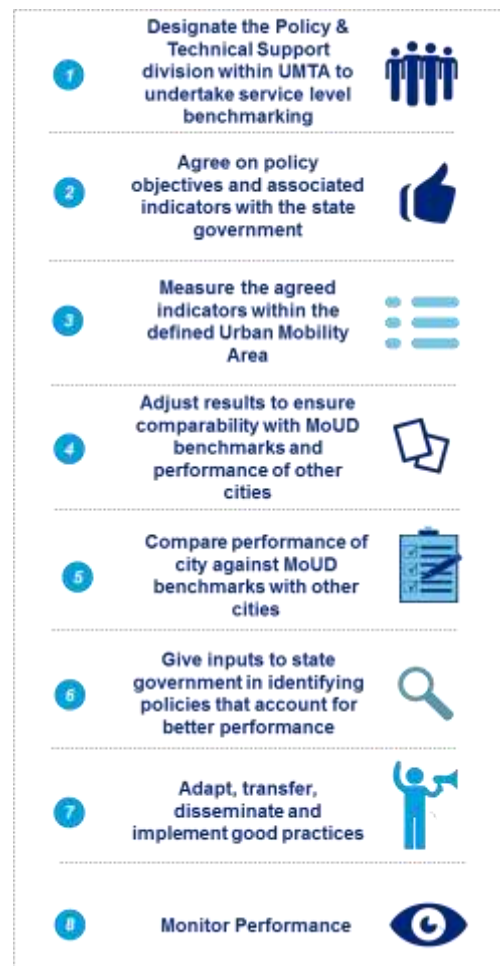 Designate the Policy &
Technical Support
1
division within UMTA to
undertake service level
benchmarking
Agree on policy
2
objectives and associated
indicators with the state
government
Measure the agreed
3
indicators within the
defined Urban Mobility
Area
Adjust results to ensure
comparability with MoUD
4
benchmarks and
performance of other
cities
Compare performance of
city against MoUD
5
benchmarks with other
cities
Give inputs to state
government in identifying
6
policies that account for
better performance
Adapt, transfer,
7
disseminate and
implement good practices
8
Monitor Performance